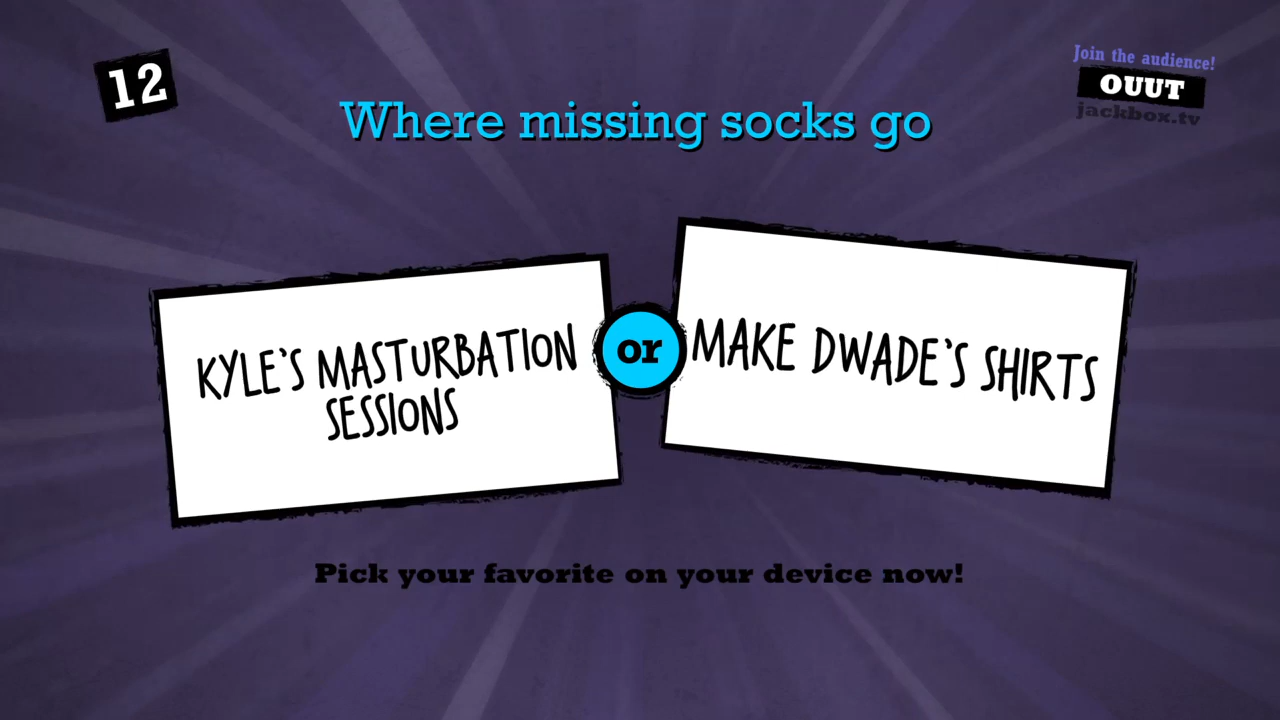 12
Join the audience!
OUUT
jackbox.tv
Where missing socks go
KYLE'S MASTURBATION
SESSIONS
or
MAKE DWADE'S SHIRTS
Pick your favorite on your device now!